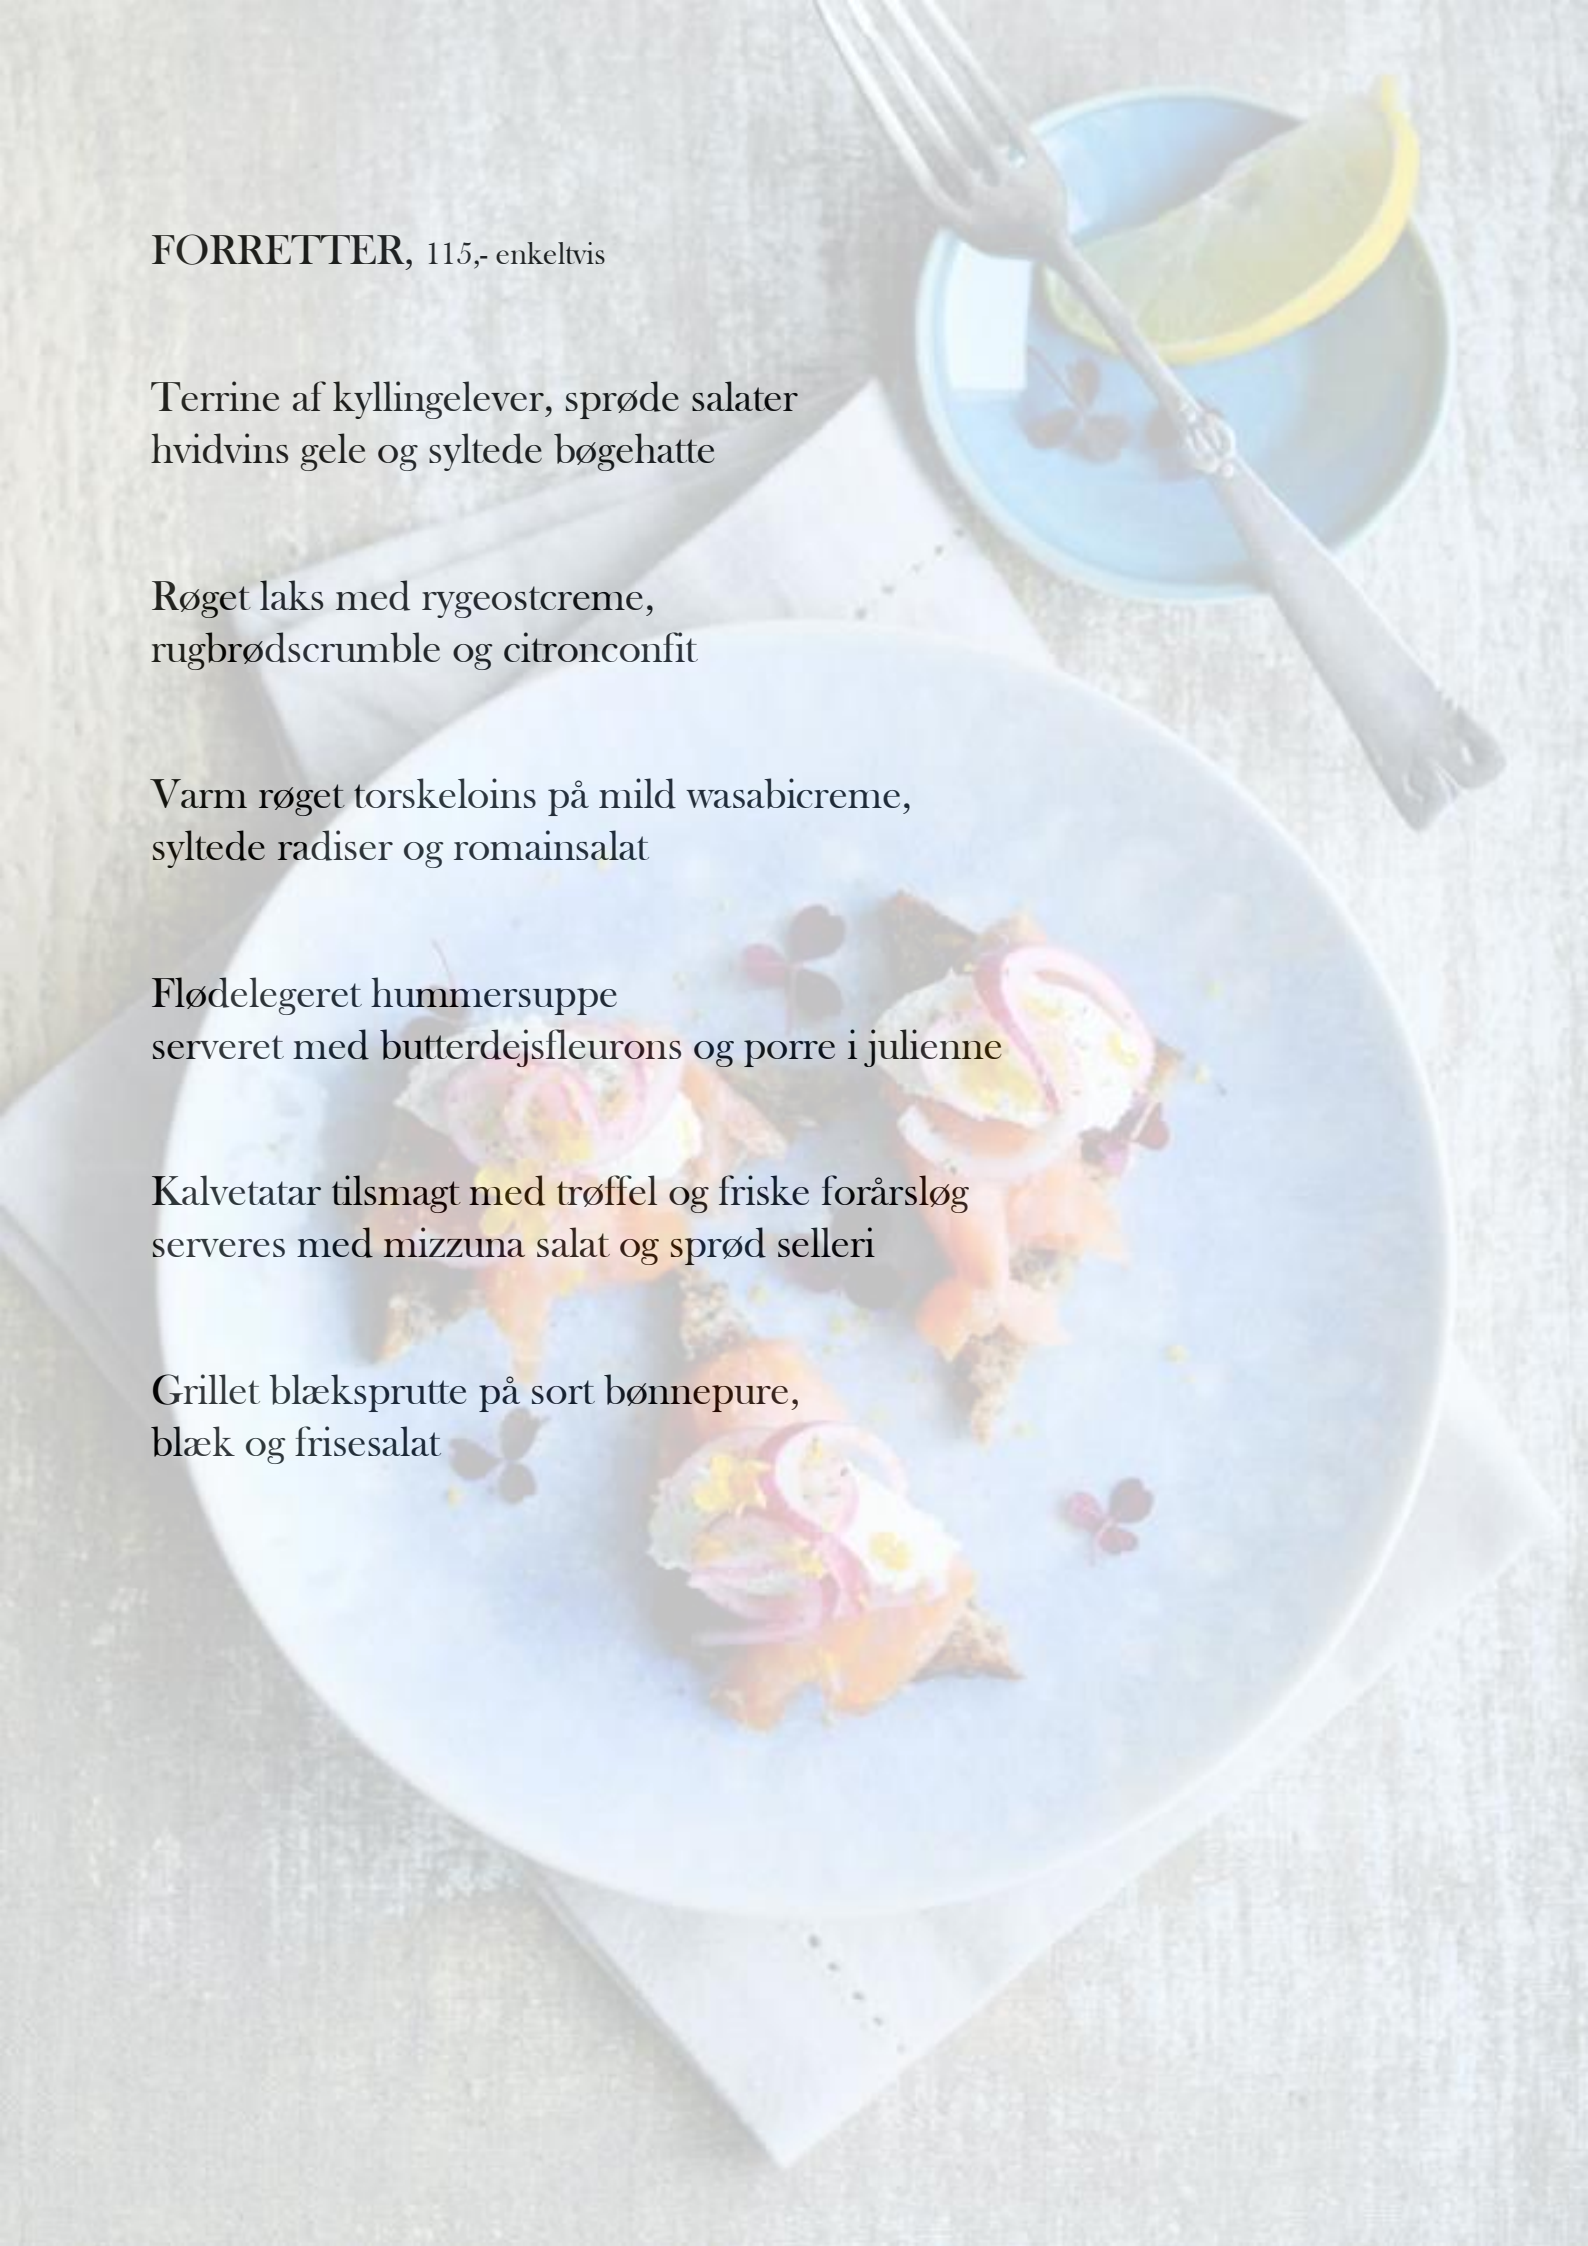 FORRETTER, 115,- enkeltvis
Terrine af kyllingelever, sprøde salater
hvidvins gele og syltede bøgehatte
Røget laks med rygeostcreme,
rugbrødscrumble og citronconfit
Varm røget torskeloins på mild wasabicreme,
syltede radiser og romainsalat
Flødelegeret hummersuppe
serveret med butterdejsfleurons og porre i julienne
Kalvetatar tilsmagt med trøffel og friske forårsløg
serveres med mizzuna salat og sprød selleri
Grillet blæksprutte på sort bønnepure,
blæk og frisesalat